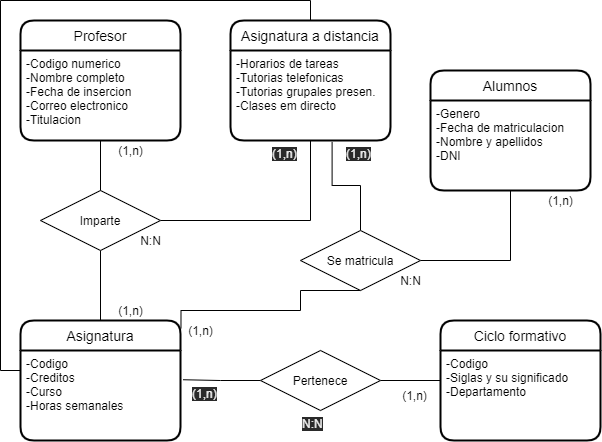 Profesor
-Codigo numerico
-Nombre completo
-Fecha de insercion
-Correo electronico
-Titulacion
Asignatura a distancia
-Horarios de tareas
-Tutorias telefonicas
-Tutorias grupales presen.
-Clases em directo
Alumnos
-Genero
-Fecha de matriculacion
-Nombre y apellidos
-DNI
(1,n)
(1,n)
(1,n)
(1,n)
Imparte
N:N
Se matricula
N:N
(1,n)
(1,n)
Asignatura
-Codigo
-Creditos
-Curso
-Horas semanales
Pertenece
(1,n)
(1,n)
N:N
Ciclo formativo
-Codigo
-Siglas y su significado
-Departamento